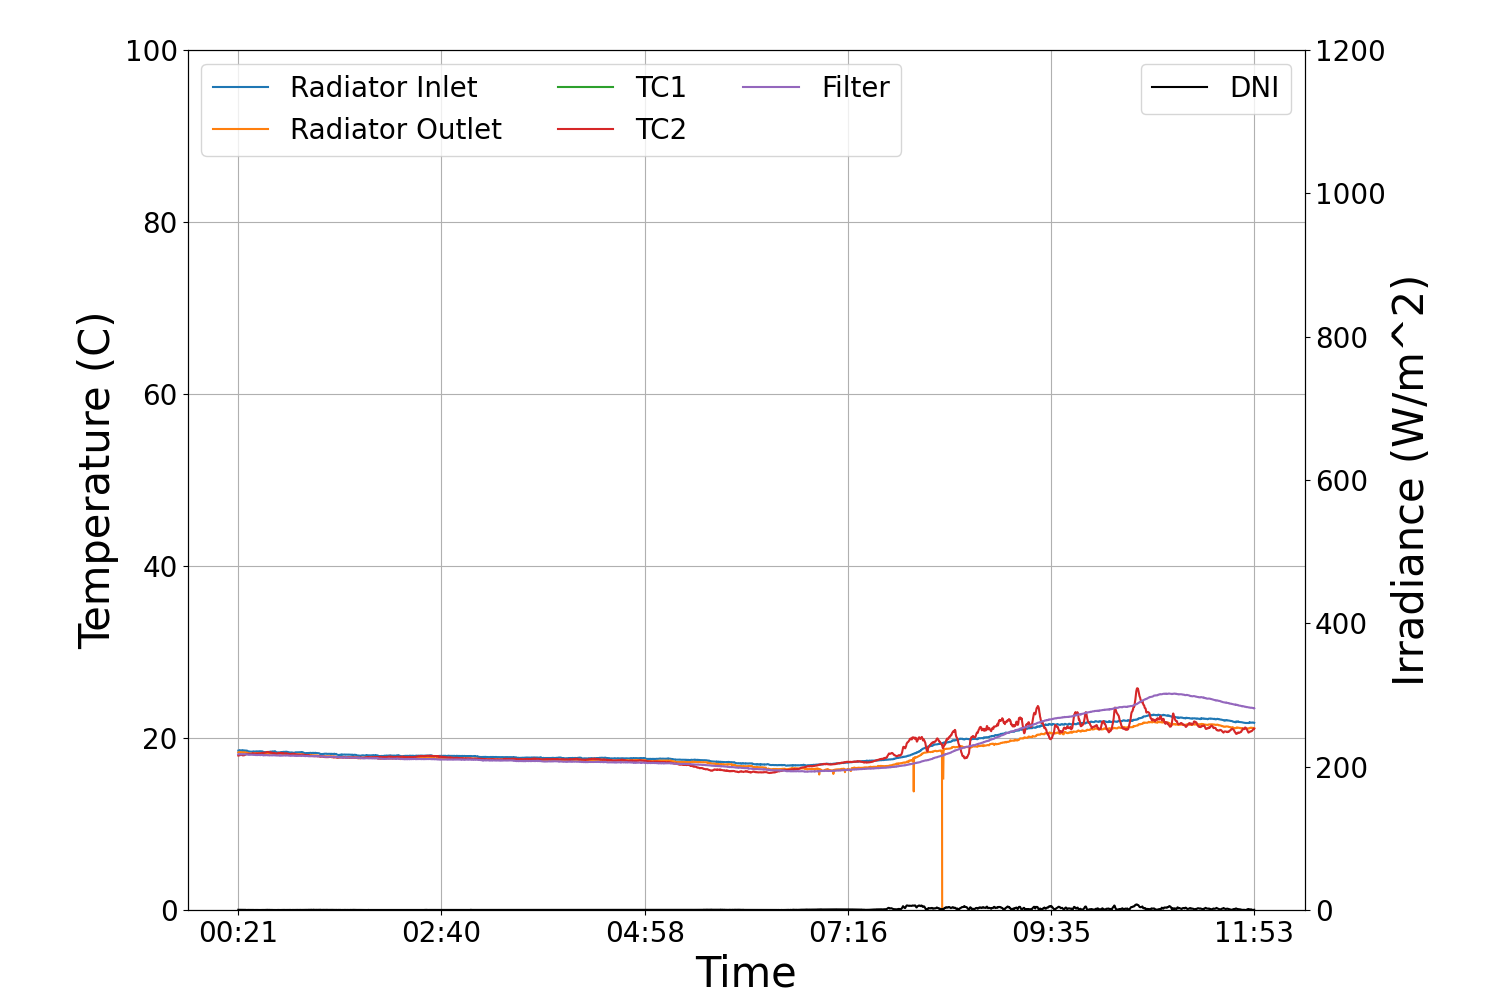 100
80
60
40
20
0
Temperature (C)
Radiator Inlet
Radiator Outlet
TC1
TC2
Filter
DNI
1200
1000
800
600
400
200
0
Irradiance (W/m^2)
00:21 02:40 04:58 07:16 09:35 11:53
Time